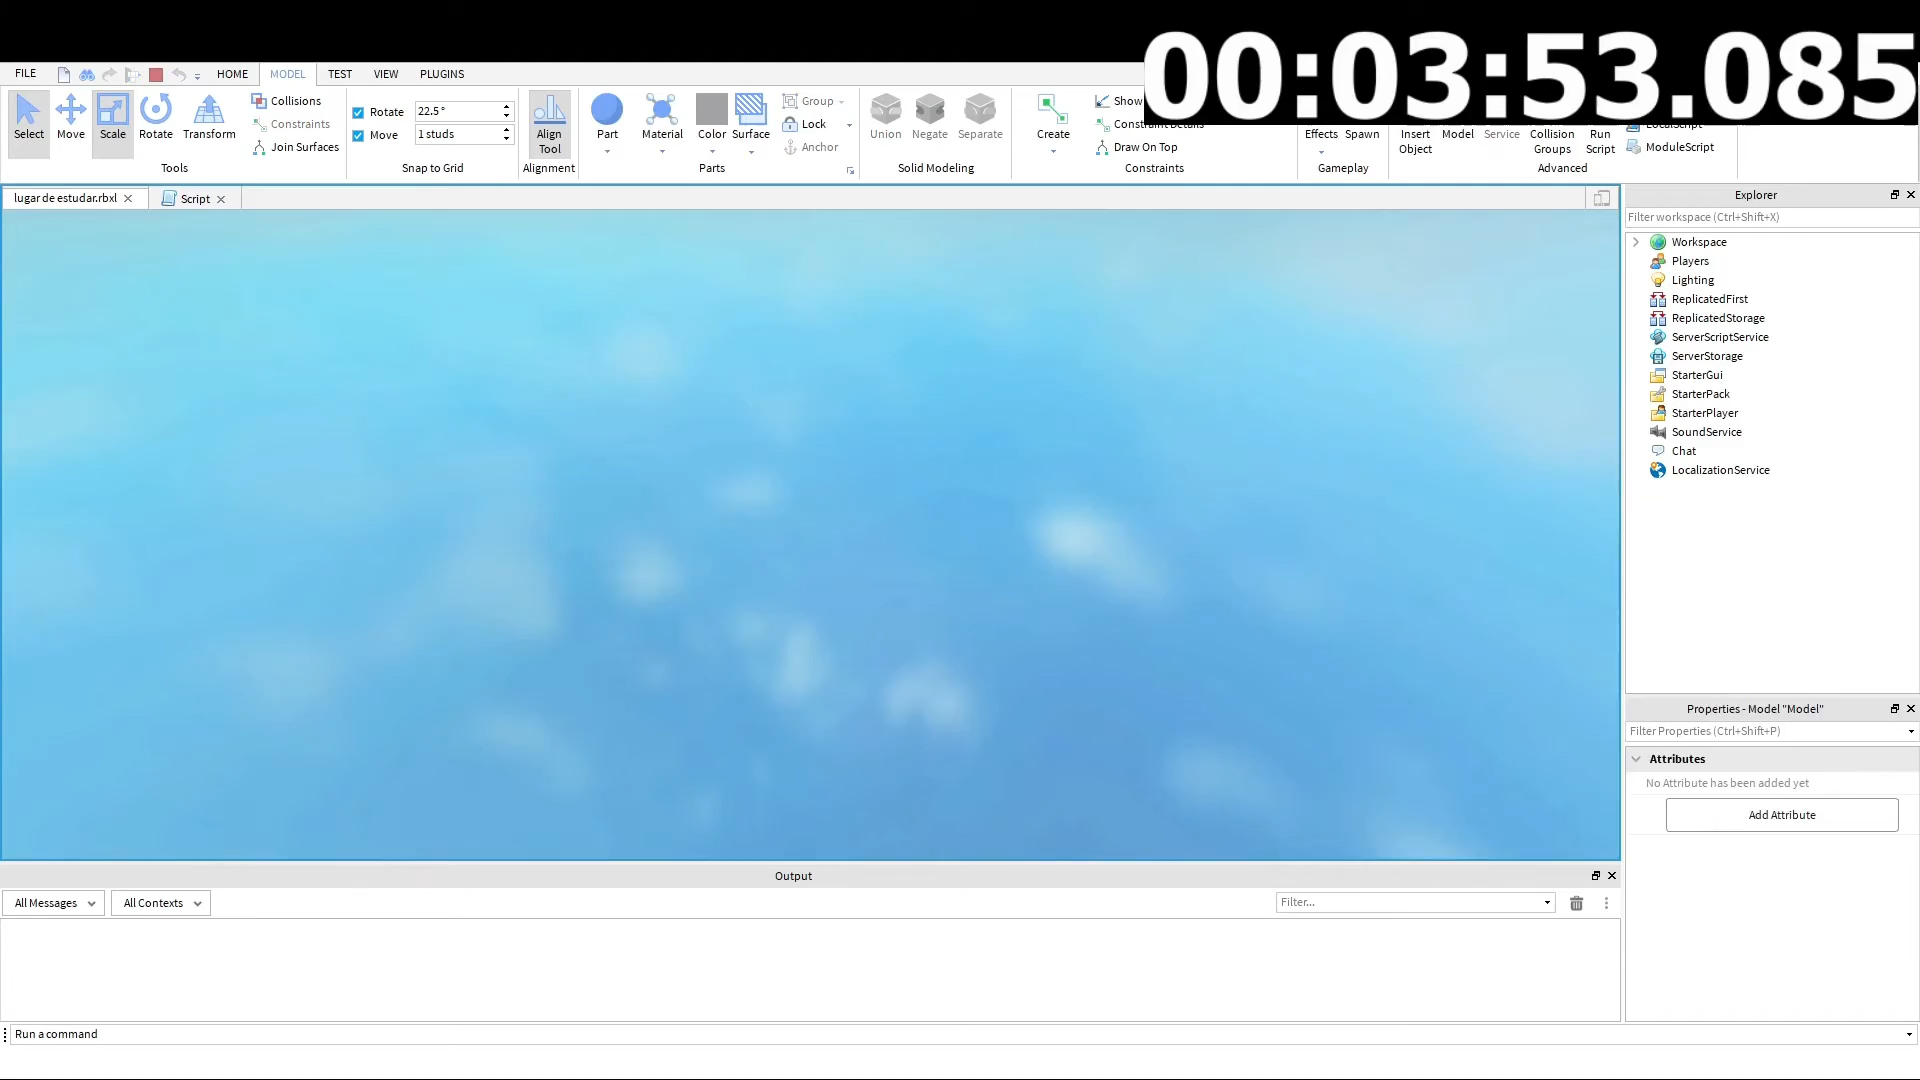 00:03:53.085
FILE HOME MODEL TEST VIEW PLUGINS
Select Move Scale Rotate Transform
Collisions
Constraints
Join Surfaces
Tools
Rotate 22.5°
Move 1 studs
Snap to Grid
Align
Tool
Alignment
Part Material Color Surface
Group
Lock
Anchor
Parts
Union Negate Separate
Solid Modeling
Create
Show
Constraint Details
Draw On Top
Constraints
Effects Spawn
Gameplay
Insert
Object
Model
Service
Collision
Groups
Run
Script
LocalScript
ModuleScript
Advanced
lugar de estudar.rbxl
Script
Explorer
Filter workspace (Ctrl+Shift+X)
Workspace
Players
Lighting
ReplicatedFirst
ReplicatedStorage
ServerScriptService
ServerStorage
StarterGui
StarterPack
StarterPlayer
SoundService
Chat
LocalizationService
Properties - Model "Model"
Filter Properties (Ctrl+Shift+P)
Attributes
No Attribute has been added yet
Add Attribute
Output
All Messages
All Contexts
Filter...
Run a command